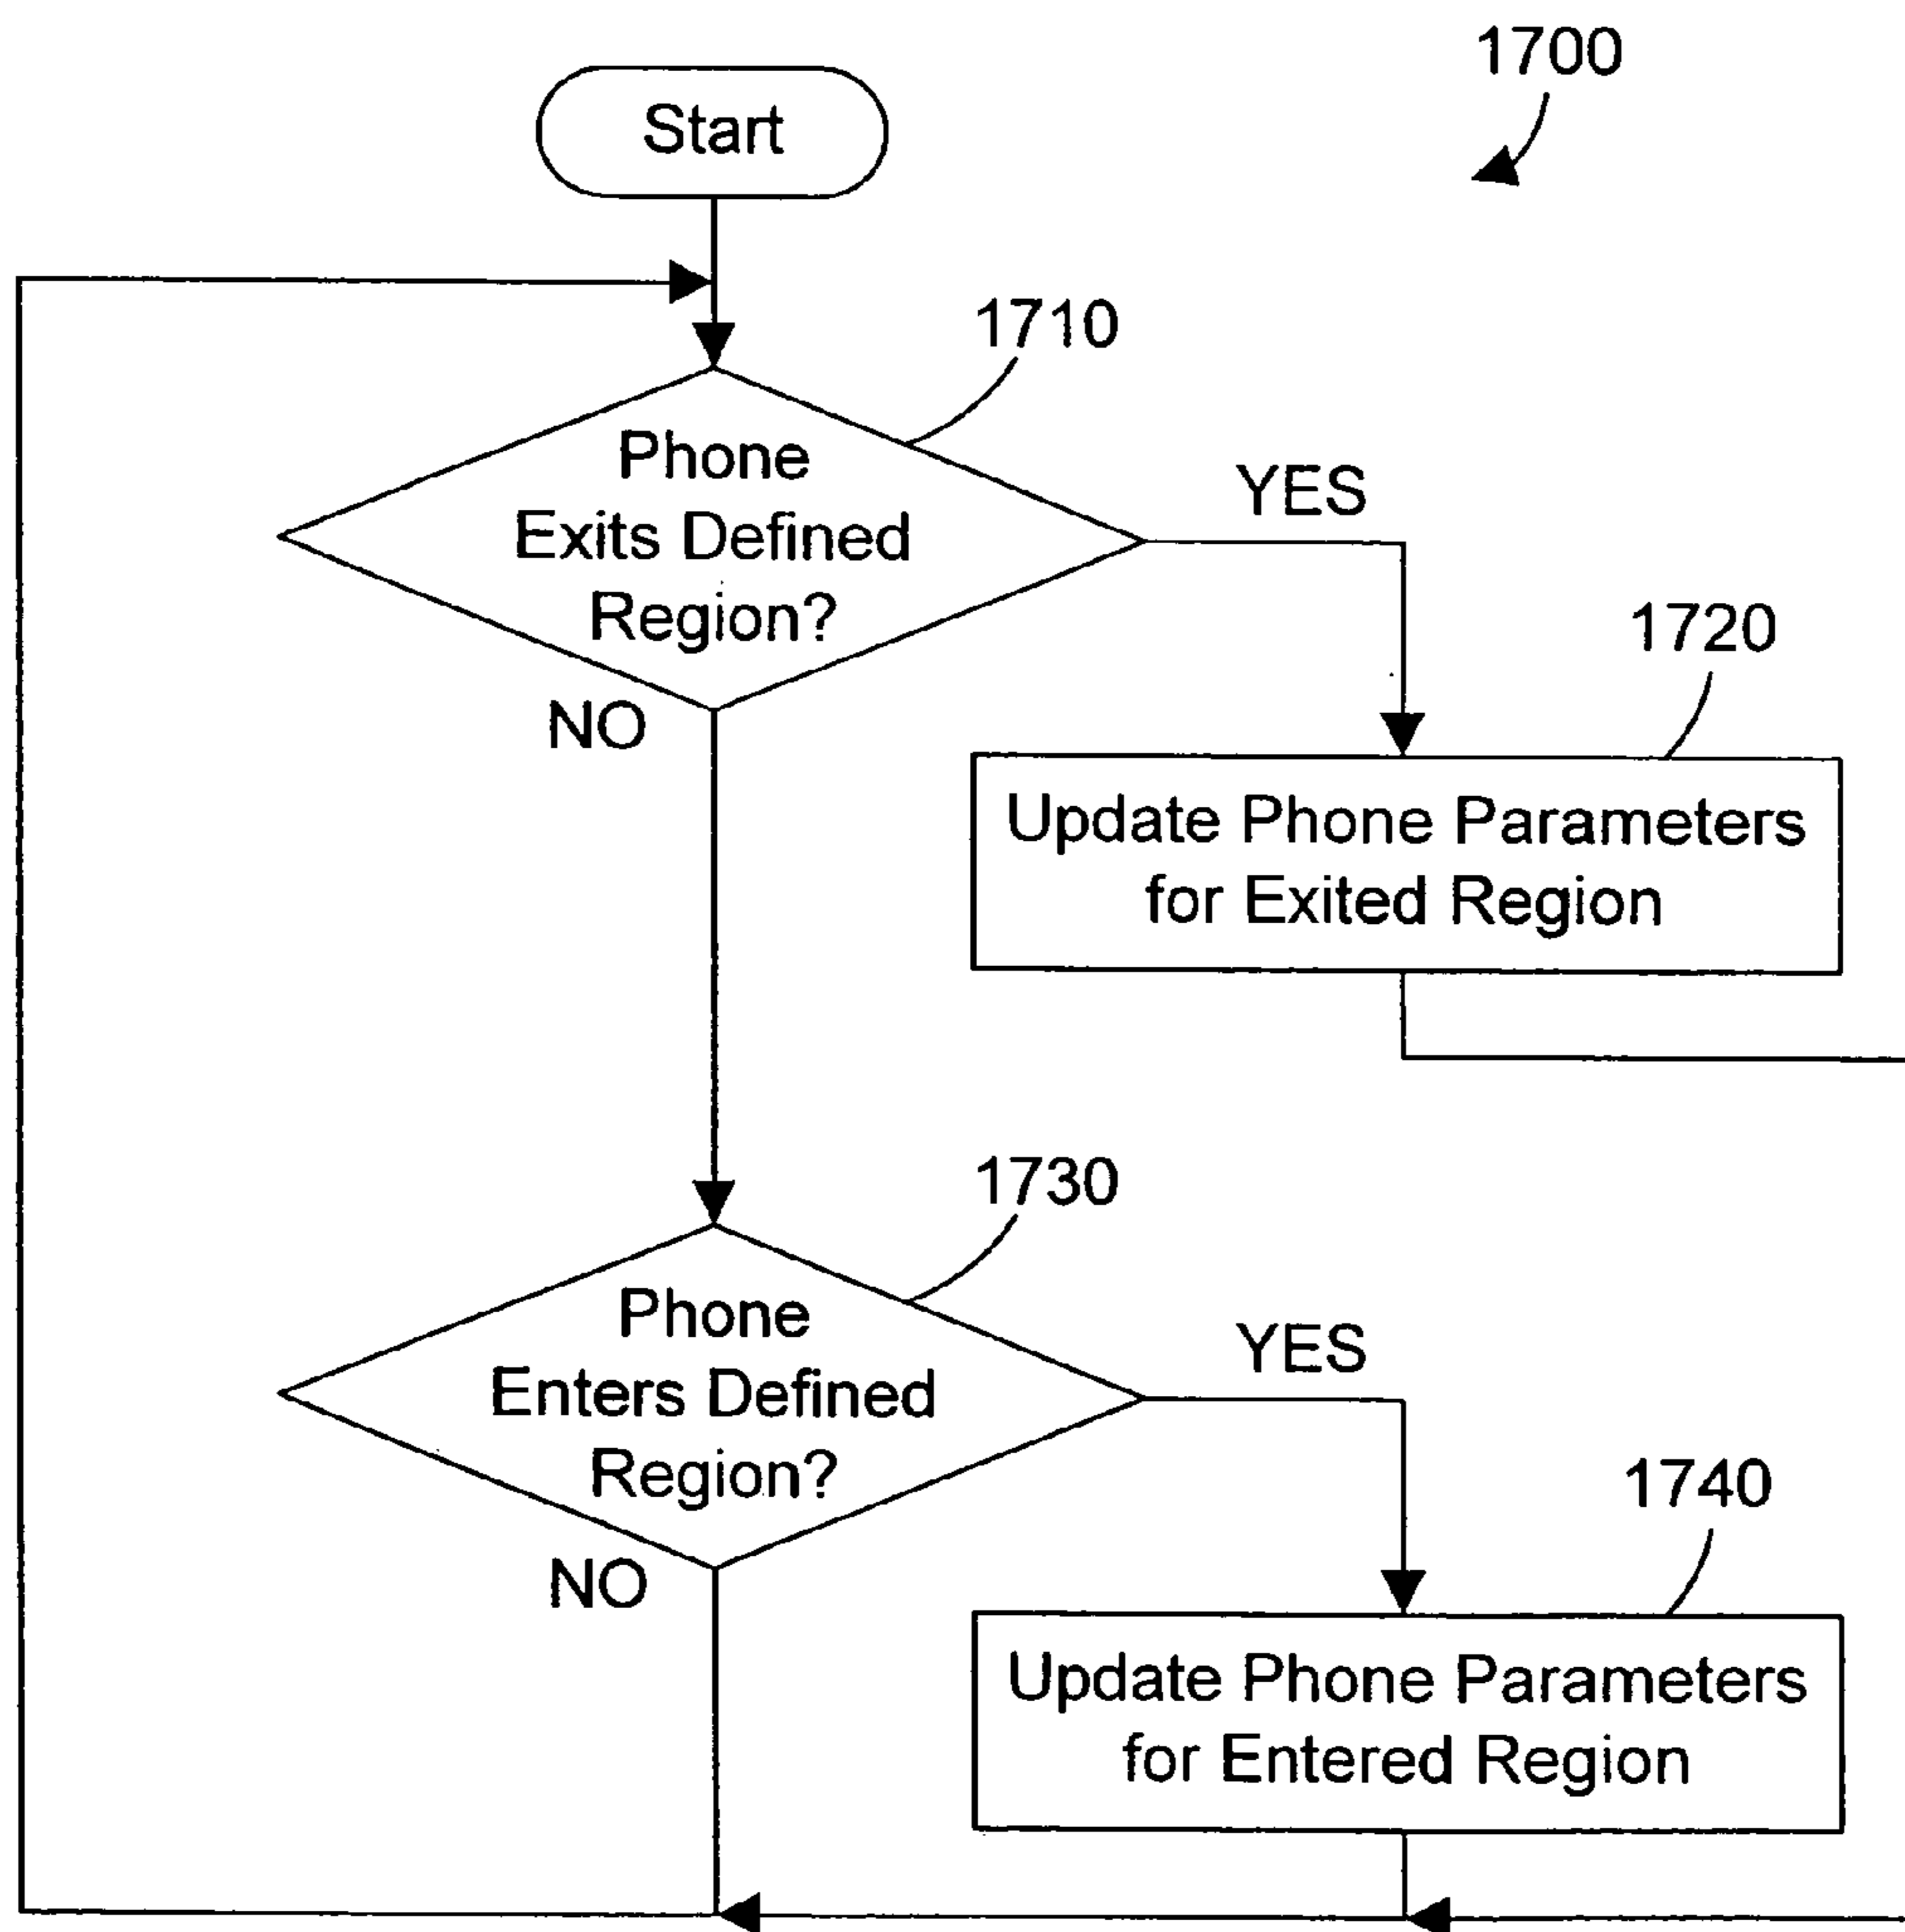 1700
Start
1710
Phone
Exits Defined
Region?
YES
NO
1720
Update Phone Parameters
for Exited Region
1730
Phone
Enters Defined
Region?
YES
NO
1740
Update Phone Parameters
for Entered Region